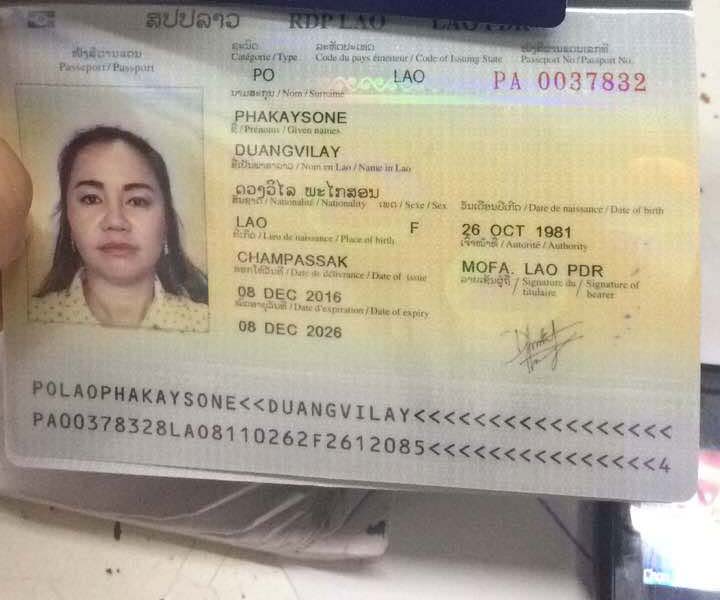 ສປປລາວ RDP LAO LAO PDR
ໜັງສືຜ່ານແດນ
Passeport / Passport
ຊະນິດ ລະຫັດປະເທດ ໜັງສືຜ່ານແດນເລກທີ
Catégorie / Type Code du pays émetteur / Code of Issuing State Passeport No / Passport No.
PO LAO PA 0037832
ນາມສະກຸນ / Nom / Surname
PHAKAYSONE
ຊື່ / Prénoms / Given names
DUANGVILAY
ຊື່ເປັນພາສາລາວ / Nom en Lao / Name in Lao
ດວງວິໄລ ພະໄກສອນ
ສັນຊາດ / Nationalité / Nationality ເພດ / Sexe / Sex ວັນເດືອນປີເກີດ / Date de naissance / Date of birth
LAO F 26 OCT 1981
ທີ່ເກີດ / Lieu de naissance / Place of birth ເຈົ້າໜ້າທີ່ / Autorité / Authority
CHAMPASSAK MOFA. LAO PDR
ອອກໃຫ້ວັນທີ / Date de délivrance / Date of issue ລາຍເຊັນຜູ້ຖື / Signature du titulaire / Signature of bearer
08 DEC 2016
ໝົດອາຍຸວັນທີ / Date d'expiration / Date of expiry
08 DEC 2026
POLAOPHAKAYSONE<<DUANGVILAY<<<<<<<<<<<<<<<<<
PA00378328LAO8110262F2612085<<<<<<<<<<<<<<<4